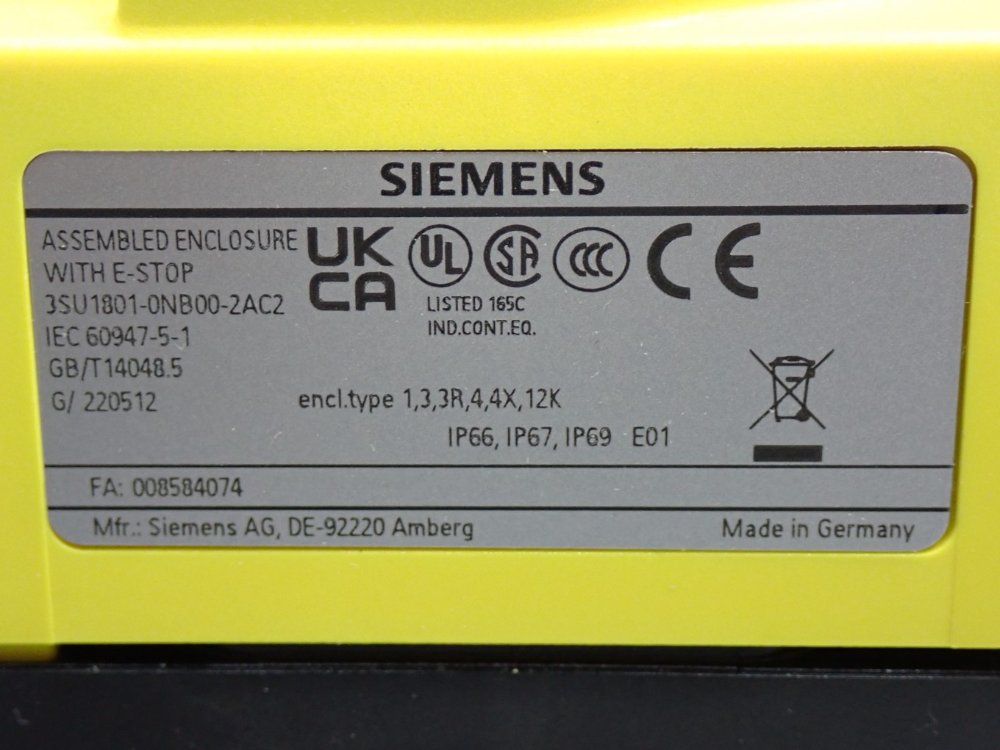 SIEMENS
ASSEMBLED ENCLOSURE
WITH E-STOP
3SU1801-0NB00-2AC2
IEC 60947-5-1
GB/T14048.5
G/ 220512
UK
CA
UL
SA
CCC
CE
LISTED 165C
IND.CONT.EQ.
encl.type 1,3,3R,4,4X,12K
IP66, IP67, IP69 E01
FA: 008584074
Mfr.: Siemens AG, DE-92220 Amberg
Made in Germany